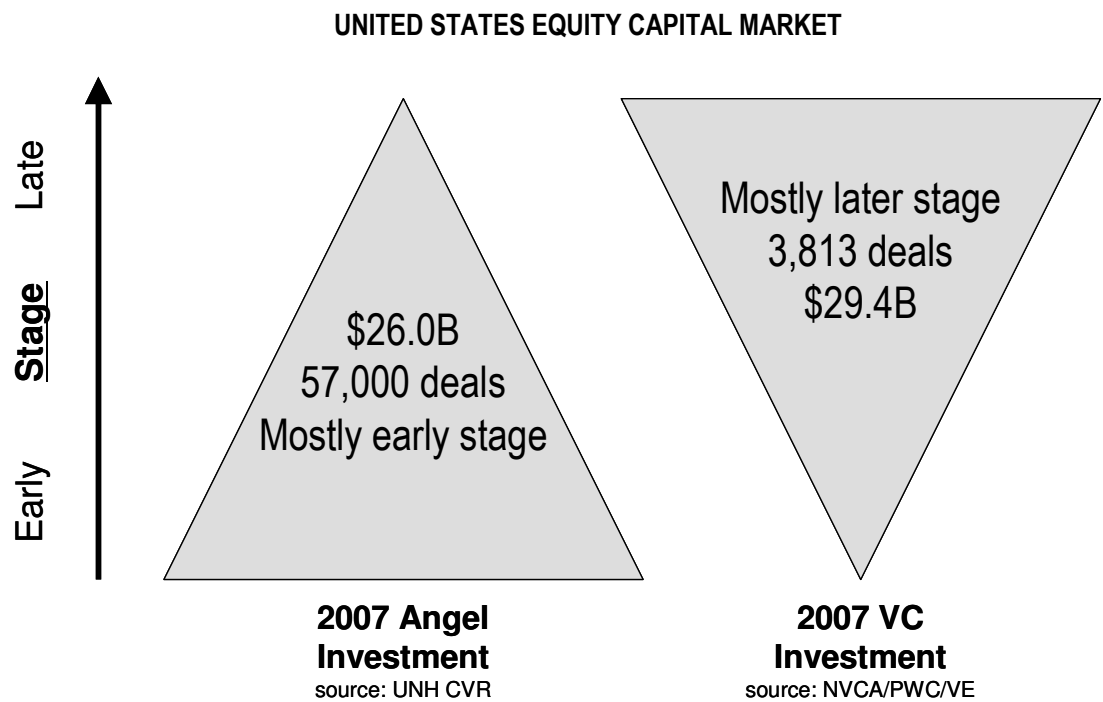 UNITED STATES EQUITY CAPITAL MARKET
Late
Stage
Early
$26.0B
57,000 deals
Mostly early stage
Mostly later stage
3,813 deals
$29.4B
2007 Angel
Investment
source: UNH CVR
2007 VC
Investment
source: NVCA/PWC/VE